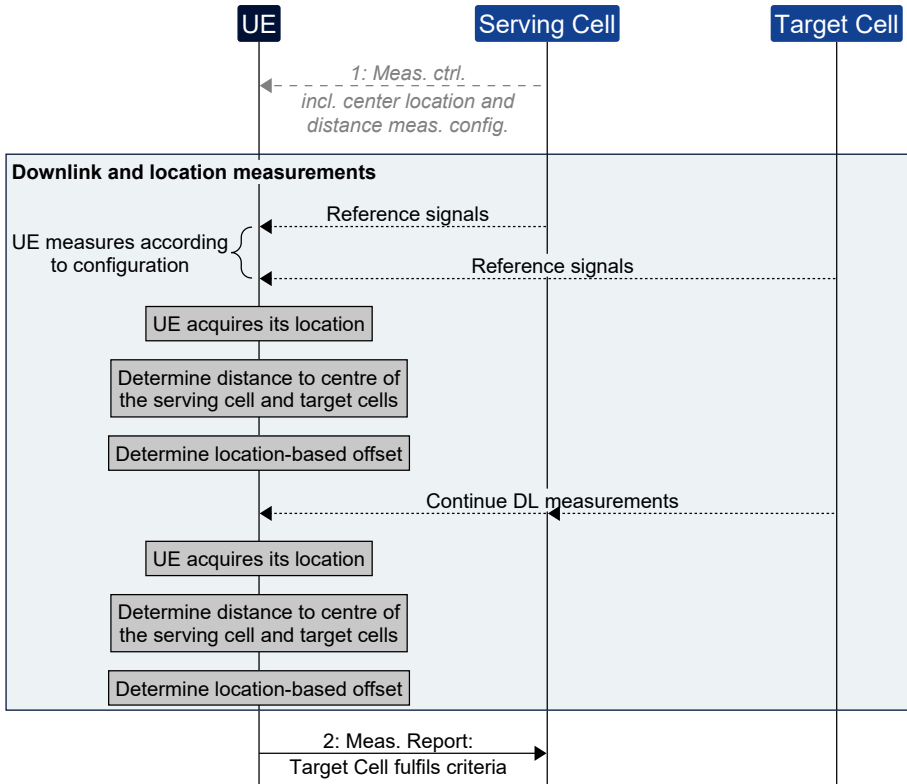 UE
Serving Cell
Target Cell
1: Meas. ctrl.
incl. center location and
distance meas. config.
Downlink and location measurements
Reference signals
UE measures according
to configuration
Reference signals
UE acquires its location
Determine distance to centre of
the serving cell and target cells
Determine location-based offset
Continue DL measurements
UE acquires its location
Determine distance to centre of
the serving cell and target cells
Determine location-based offset
2: Meas. Report:
Target Cell fulfils criteria